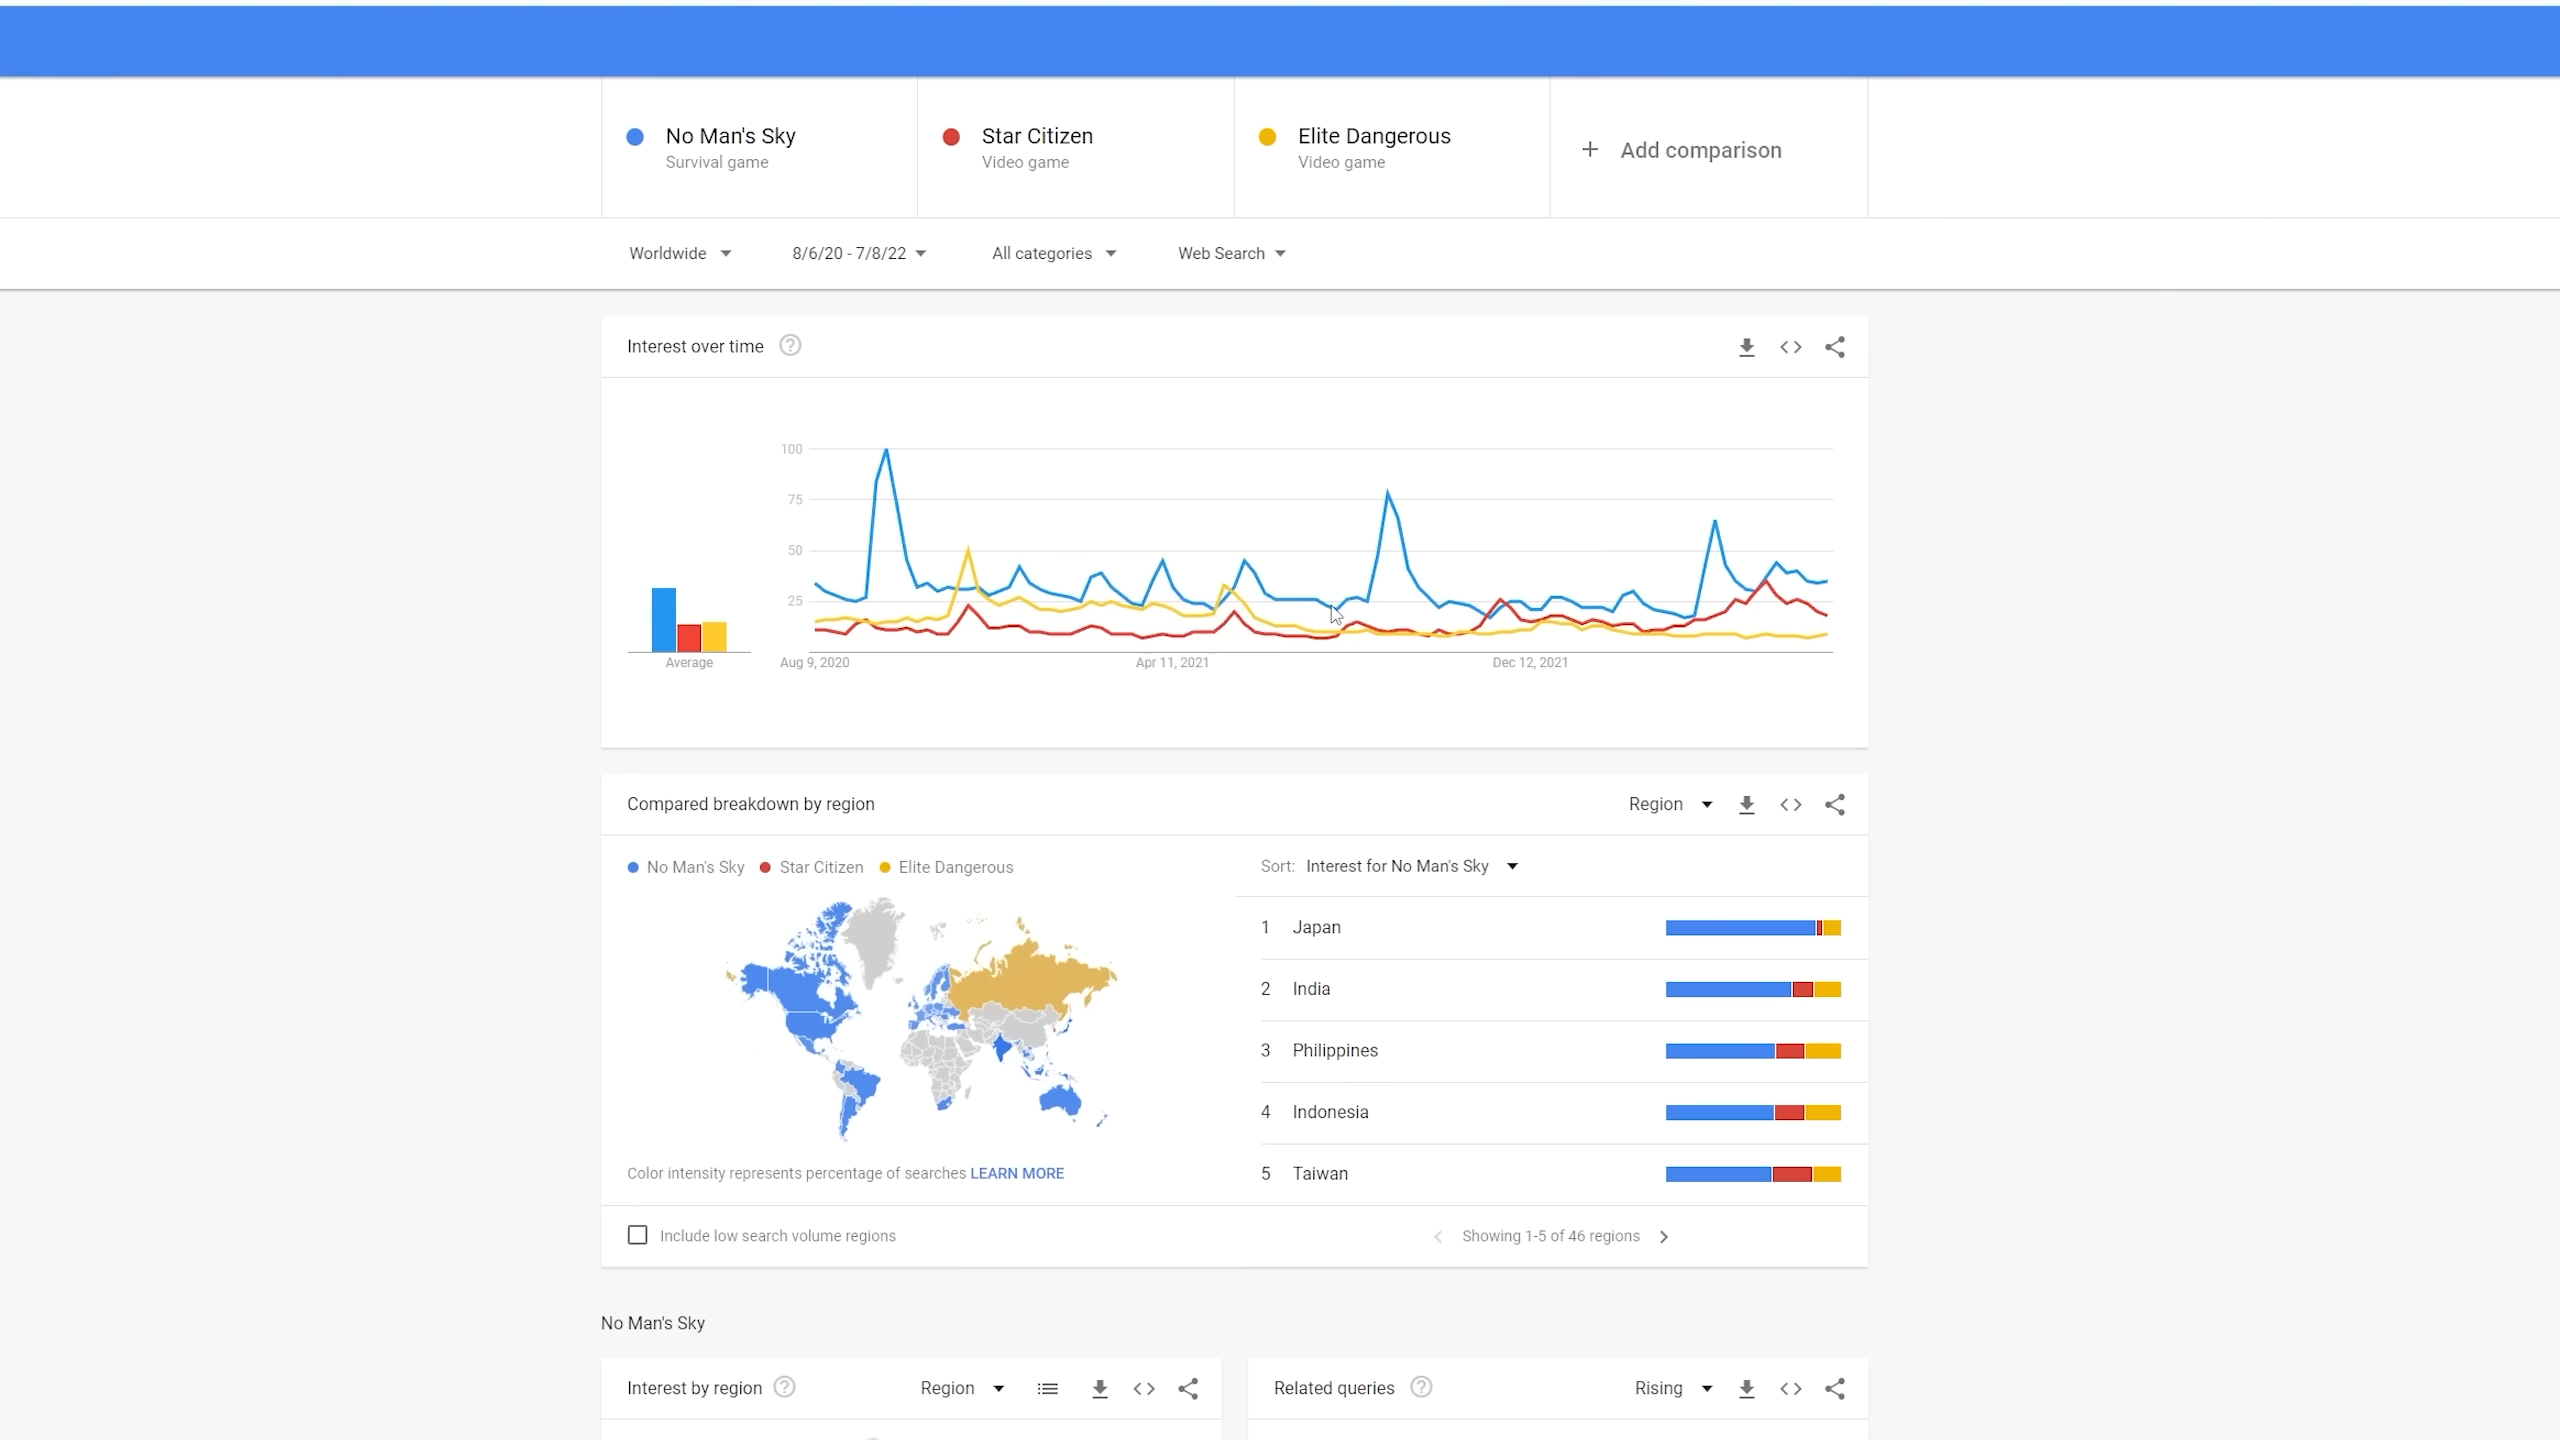 No Man's Sky
Survival game
Star Citizen
Video game
Elite Dangerous
Video game
+ Add comparison
Worldwide
8/6/20 - 7/8/22
All categories
Web Search
Interest over time
100
75
50
25
Average
Aug 9, 2020
Apr 11, 2021
Dec 12, 2021
Compared breakdown by region
Region
No Man's Sky
Star Citizen
Elite Dangerous
Sort: Interest for No Man's Sky
1 Japan
2 India
3 Philippines
4 Indonesia
5 Taiwan
Color intensity represents percentage of searches LEARN MORE
Include low search volume regions
Showing 1-5 of 46 regions
No Man's Sky
Interest by region
Region
Related queries
Rising